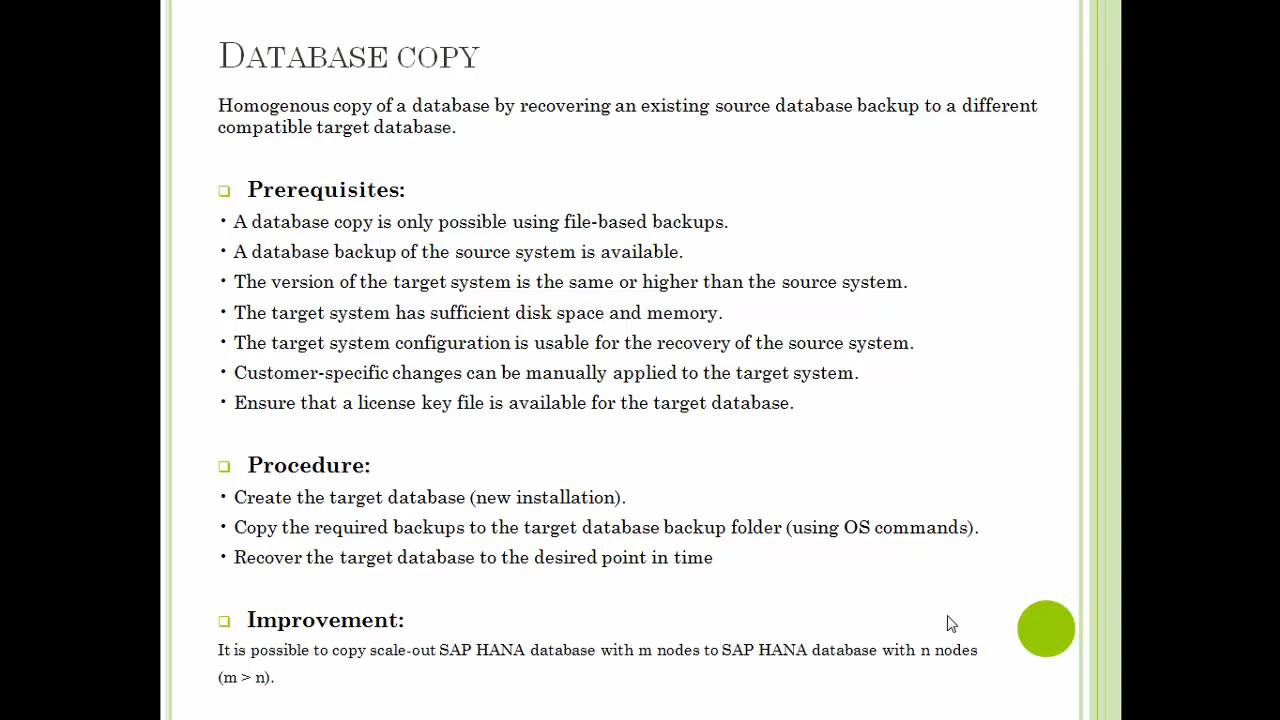 DATABASE COPY
Homogenous copy of a database by recovering an existing source database backup to a different
compatible target database.
Prerequisites:
• A database copy is only possible using file-based backups.
• A database backup of the source system is available.
• The version of the target system is the same or higher than the source system.
• The target system has sufficient disk space and memory.
• The target system configuration is usable for the recovery of the source system.
• Customer-specific changes can be manually applied to the target system.
• Ensure that a license key file is available for the target database.
Procedure:
• Create the target database (new installation).
• Copy the required backups to the target database backup folder (using OS commands).
• Recover the target database to the desired point in time
Improvement:
It is possible to copy scale-out SAP HANA database with m nodes to SAP HANA database with n nodes
(m > n).